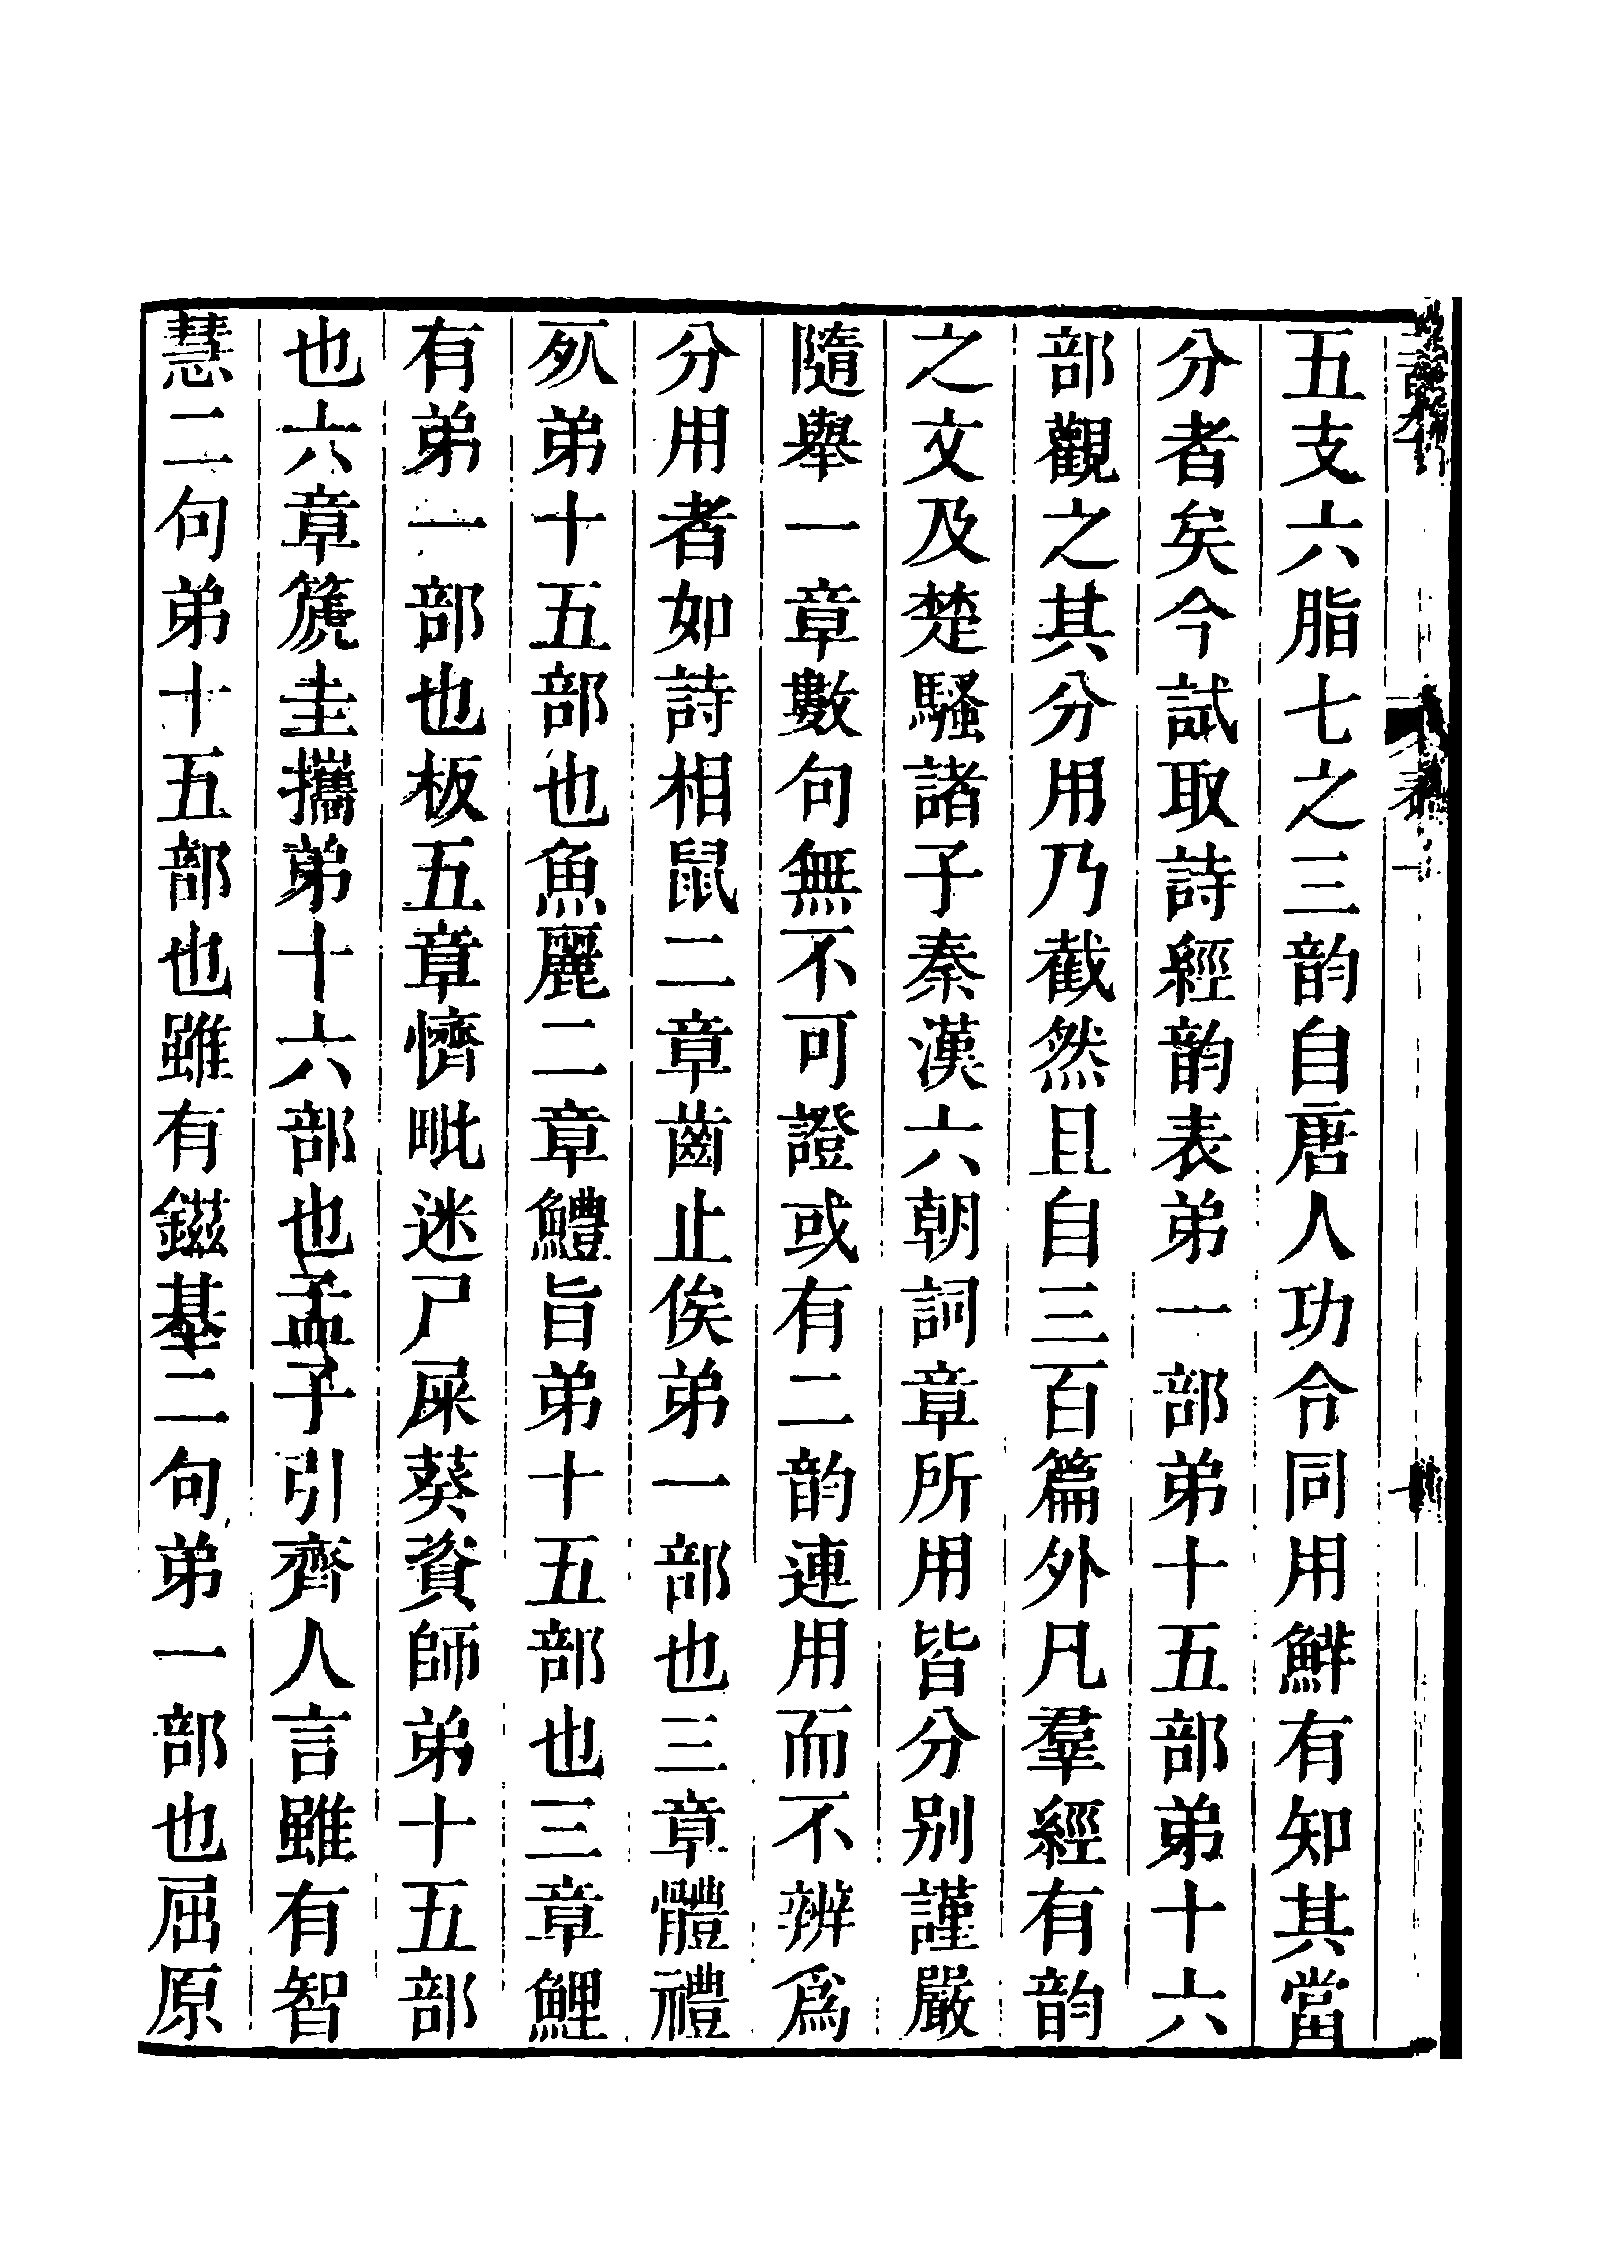 五支六脂七之三韵自唐人功令同用鮮有知其當
分者矣今試取詩經韵表弟一部弟十五部弟十六
部觀之其分用乃截然且自三百篇外凡羣經有韵
之文及楚騷諸子秦漢六朝詞章所用皆分别謹嚴
隨舉一章數句無不可證或有二韵連用而不辨爲
分用者如詩相鼠二章齒止俟弟一部也三章體禮
死弟十五部也魚麗二章鱧旨弟十五部也三章鯉
有弟一部也板五章懠毗迷尸屎葵資師弟十五部
也六章篪圭攜弟十六部也孟子引齊人言雖有智
慧二句弟十五部也雖有鎡基二句弟一部也屈原